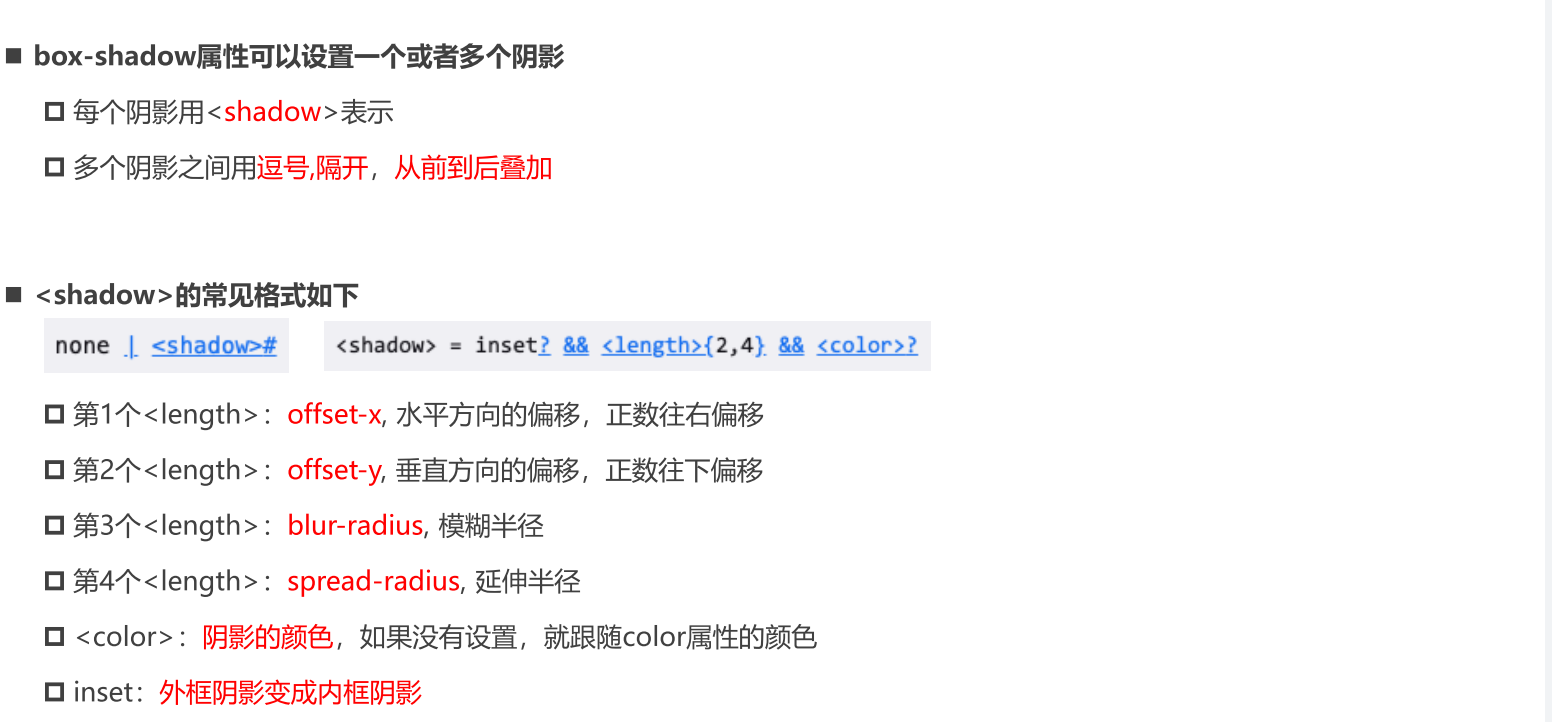 box-shadow属性可以设置一个或者多个阴影
每个阴影用<shadow>表示
多个阴影之间用逗号,隔开，从前到后叠加
<shadow>的常见格式如下
none | <shadow># <shadow> = inset? && <length>{2,4} && <color>?
第1个<length>：offset-x, 水平方向的偏移，正数往右偏移
第2个<length>：offset-y, 垂直方向的偏移，正数往下偏移
第3个<length>：blur-radius, 模糊半径
第4个<length>：spread-radius, 延伸半径
<color>：阴影的颜色，如果没有设置，就跟随color属性的颜色
inset：外框阴影变成内框阴影